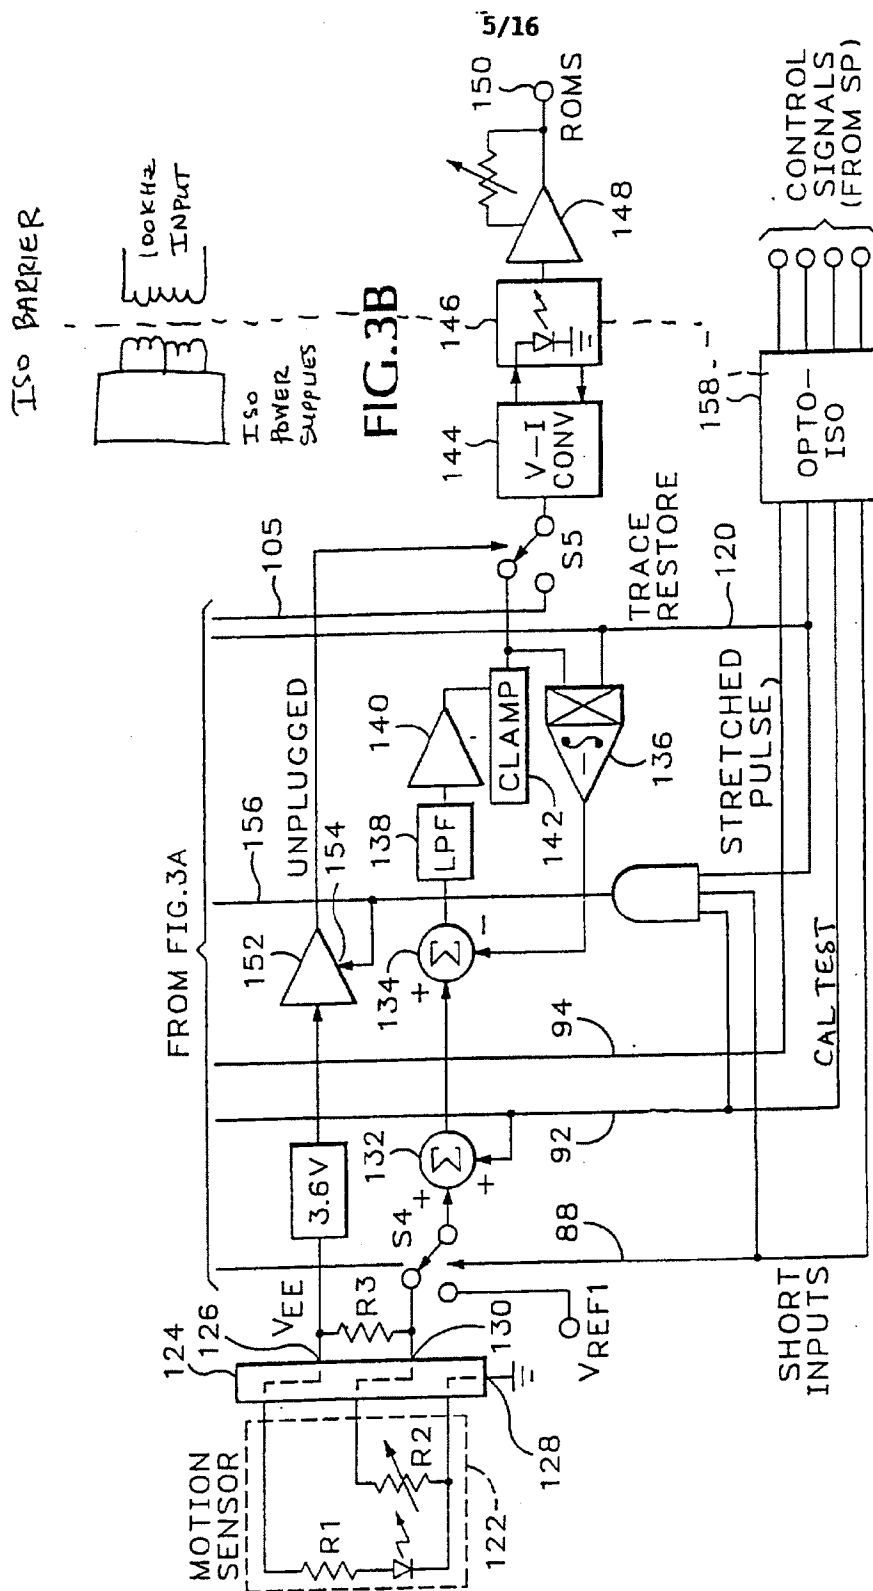 5/16
ISO BARRIER
100KHz
INPUT
ISO
POWER
SUPPLIES
FIG.3B
FROM FIG.3A
MOTION
SENSOR
R1
R2
122
124
126
128
130
VEE
R3
3.6V
S4
VREF1
132
Σ
+
+
134
Σ
+
-
152
154
156
UNPLUGGED
138
LPF
140
CLAMP
142
-∫
136
105
S5
144
V-I
CONV
146
148
150
ROMS
TRACE
RESTORE
120
STRETCHED
PULSE
94
CAL TEST
92
88
SHORT
INPUTS
158
OPTO-
ISO
CONTROL
SIGNALS
(FROM SP)